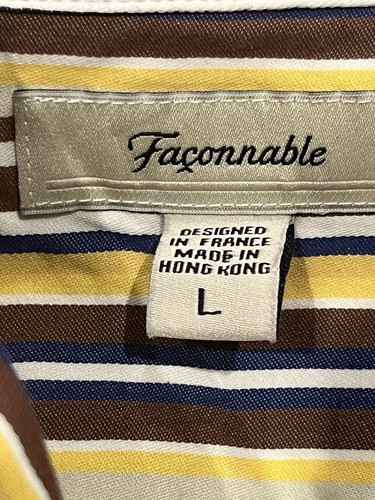 Façonnable
DESIGNED
IN FRANCE
MADE IN
HONG KONG
L